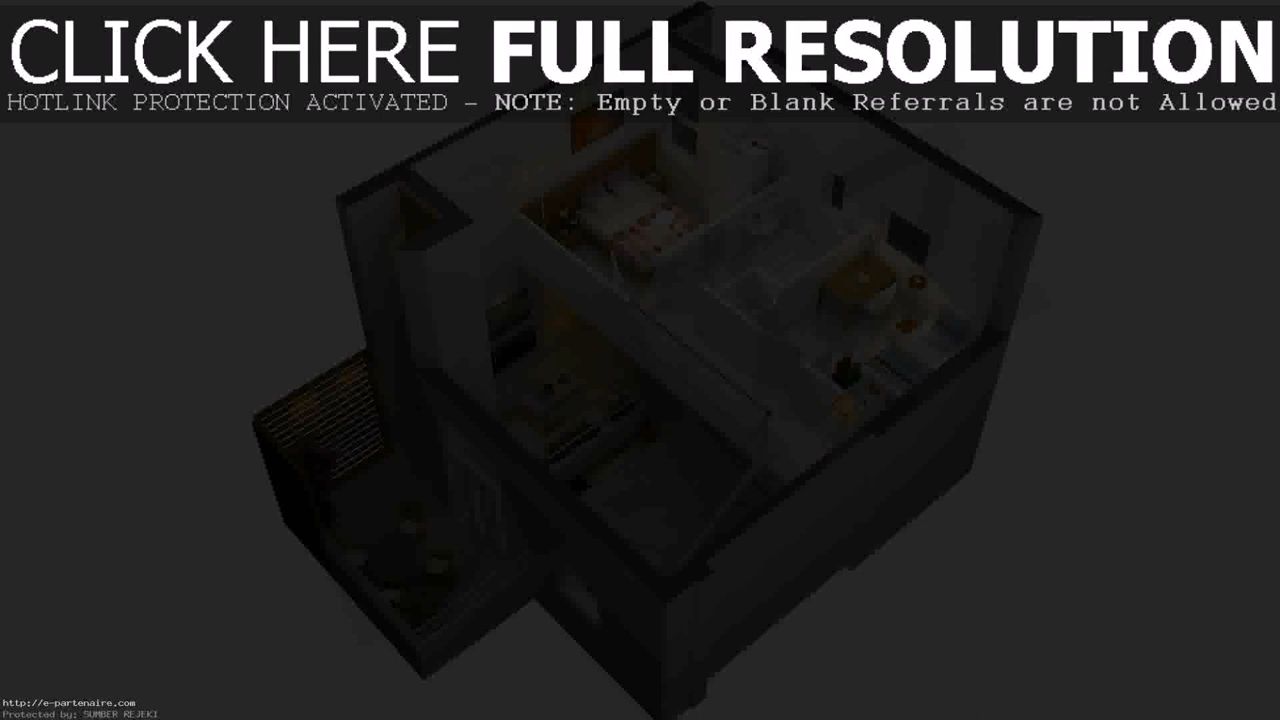 CLICK HERE FULL RESOLUTION
HOTLINK PROTECTION ACTIVATED – NOTE: Empty or Blank Referrals are not Allowed
http://e-partenaire.com
Protected by: SUMBER REJEKI